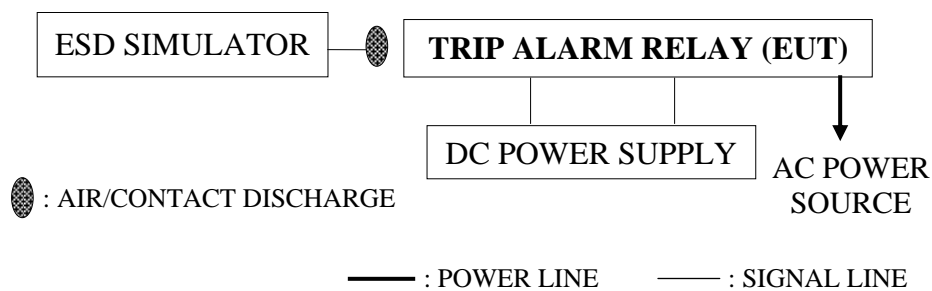 ESD SIMULATOR
TRIP ALARM RELAY (EUT)
DC POWER SUPPLY
AC POWER
SOURCE
: AIR/CONTACT DISCHARGE
: POWER LINE
: SIGNAL LINE